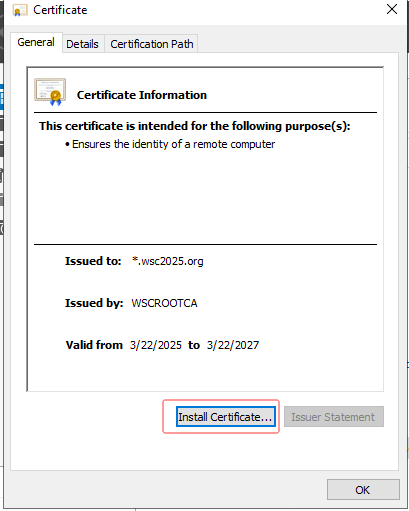 Certificate
General Details Certification Path
Certificate Information
This certificate is intended for the following purpose(s):
• Ensures the identity of a remote computer
Issued to: *.wsc2025.org
Issued by: WSCROOTCA
Valid from 3/22/2025 to 3/22/2027
Install Certificate... Issuer Statement
OK